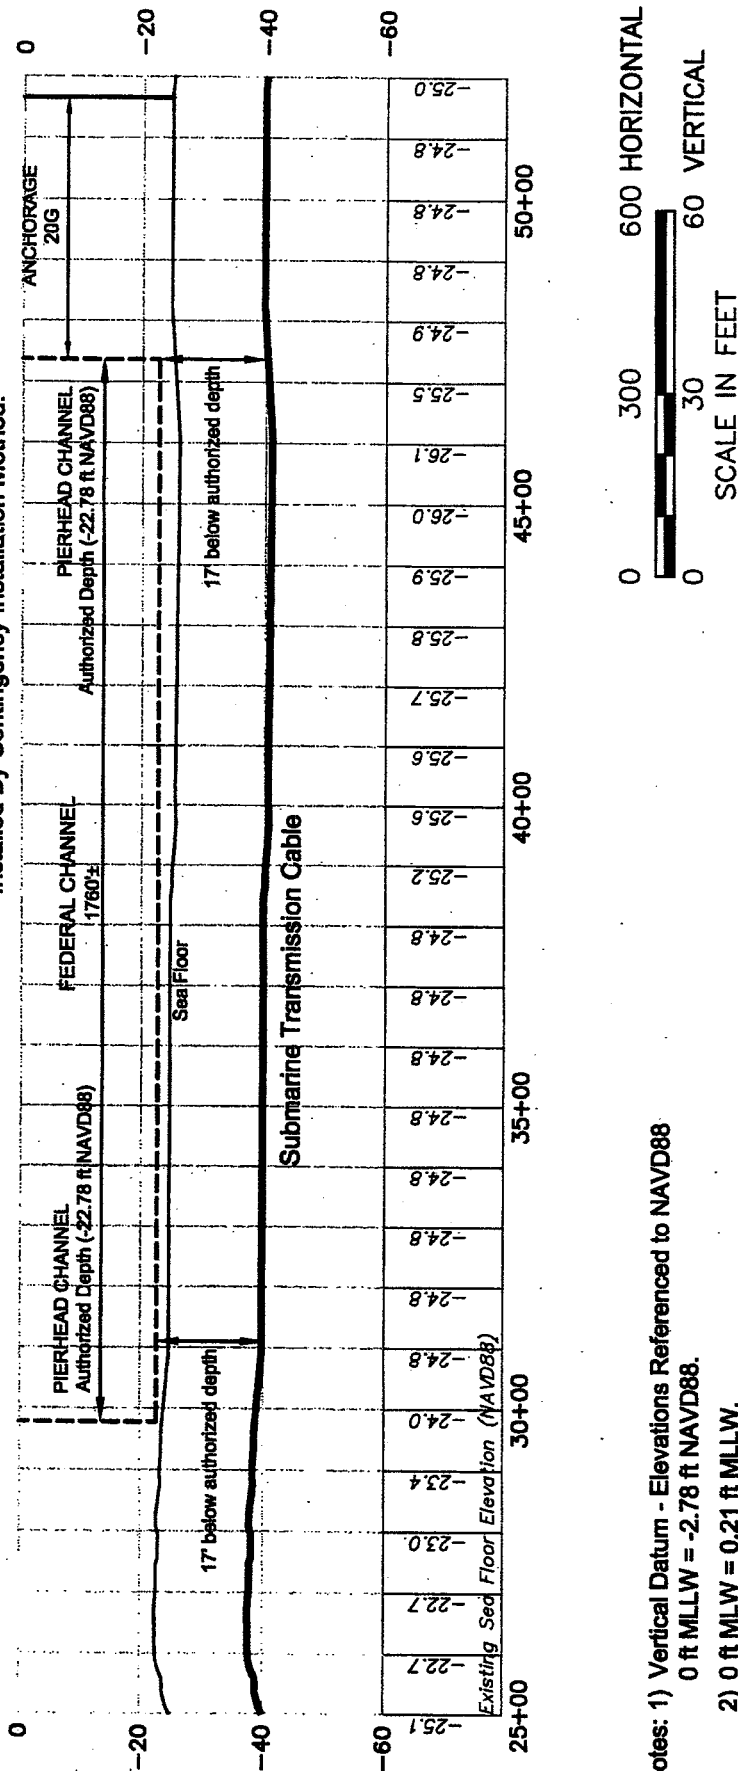 Installed By Contingency Installation Method.
0
-20
-40
-60
0
-20
-40
-60
PIERHEAD CHANNEL
Authorized Depth (-22.78 ft NAVD88)
FEDERAL CHANNEL
1760'±
PIERHEAD CHANNEL
Authorized Depth (-22.78 ft NAVD88)
ANCHORAGE
20G
Sea Floor
17' below authorized depth
17' below authorized depth
Submarine Transmission Cable
Existing Sea Floor Elevation (NAVD88)
-25.1
-22.7
-22.7
-23.0
-23.4
-24.0
-24.8
-24.8
-24.8
-24.8
-24.8
-24.8
-24.8
-24.8
-25.2
-25.6
-25.6
-25.7
-25.8
-25.9
-26.0
-26.1
-25.5
-24.9
-24.8
-24.8
-24.8
-25.0
25+00
30+00
35+00
40+00
45+00
50+00
otes: 1) Vertical Datum - Elevations Referenced to NAVD88
0 ft MLLW = -2.78 ft NAVD88.
2) 0 ft MLW = 0.21 ft MLLW.
0 300 600 HORIZONTAL
0 30 60 VERTICAL
SCALE IN FEET